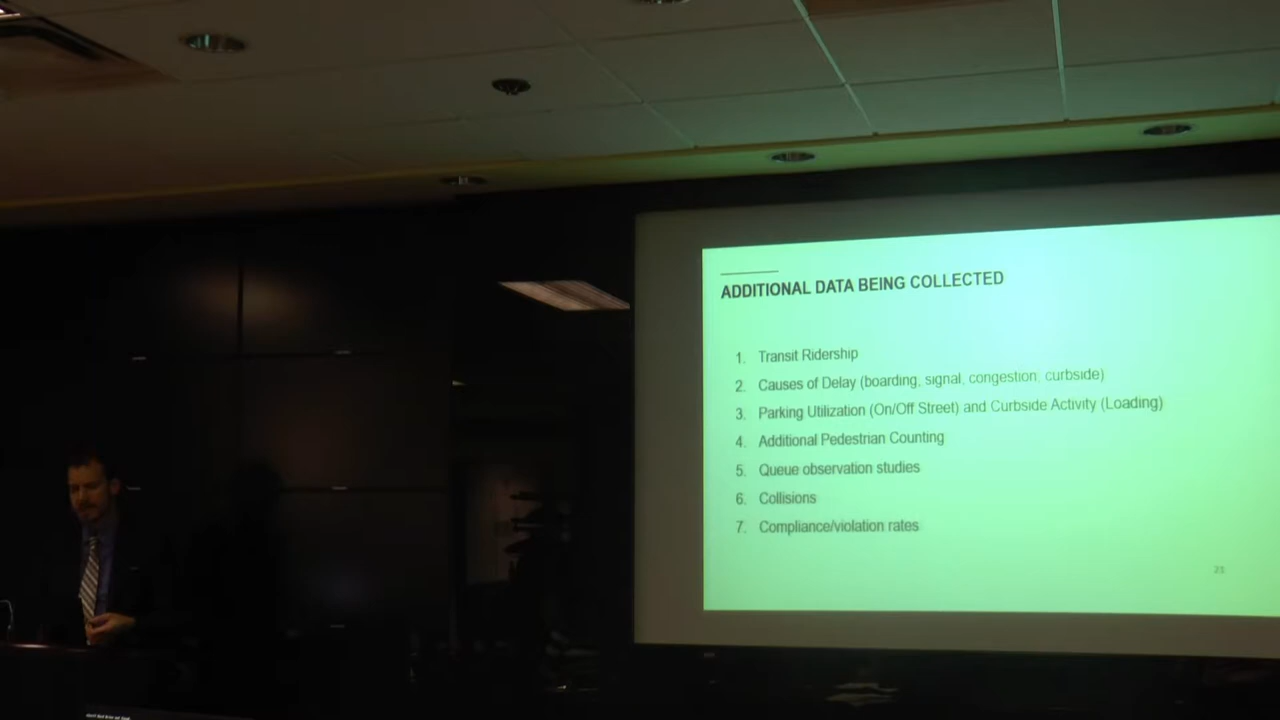 ADDITIONAL DATA BEING COLLECTED
1. Transit Ridership
2. Causes of Delay (boarding, signal, congestion, curbside)
3. Parking Utilization (On/Off Street) and Curbside Activity (Loading)
4. Additional Pedestrian Counting
5. Queue observation studies
6. Collisions
7. Compliance/violation rates